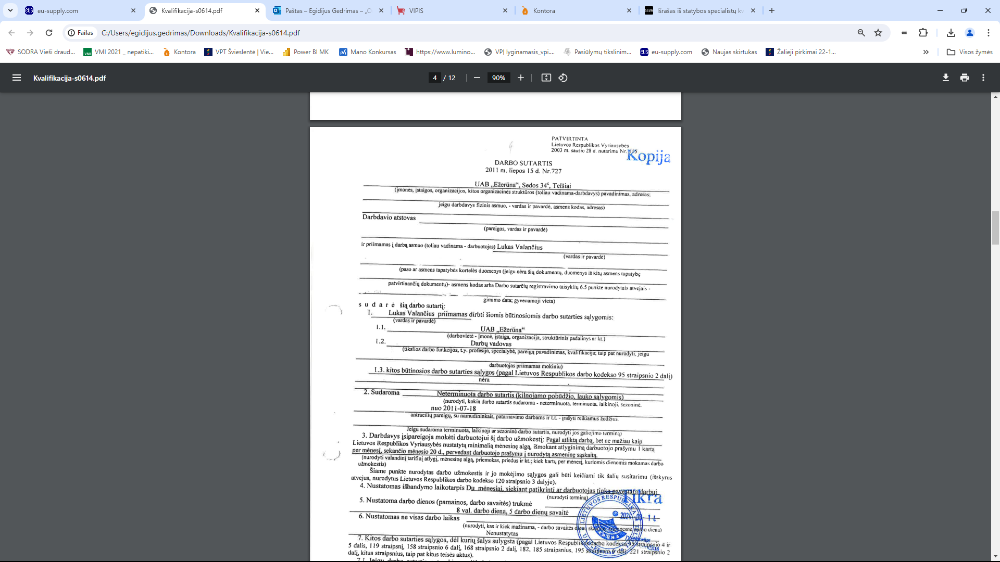 eu-supply.com
Kvalifikacija-s0614.pdf
Paštas – Egidijus Gedrimas – „O
VIPIS
Kontora
Išrašas iš statybos specialistų kv
Failas
C:/Users/egidijus.gedrimas/Downloads/Kvalifikacija-s0614.pdf
SODRA Vieši draud...
VMI 2021 _ nepatiki...
Kontora
VPT Švieslentė | Vie...
Power BI MK
Mano Konkursas
https://www.lumino...
VPĮ lyginamasis_vpi....
Pasiūlymų tikslinim...
eu-supply.com
Naujas skirtukas
Žalieji pirkimai 22-1...
Visos žymės
Kvalifikacija-s0614.pdf
4 / 12
90%
PATVIRTINTA
Lietuvos Respublikos Vyriausybės
2003 m. sausio 28 d. nutarimu Nr. 115
Kopija
DARBO SUTARTIS
2011 m. liepos 15 d. Nr.727
UAB „Ežerūna“, Sedos 34ᶜ, Telšiai
(įmonės, įstaigos, organizacijos, kitos organizacinės struktūros (toliau vadinama-darbdavys) pavadinimas, adresas;
jeigu darbdavys fizinis asmuo, - vardas ir pavardė, asmens kodas, adresas)
Darbdavio atstovas
(pareigos, vardas ir pavardė)
ir priimamas į darbą asmuo (toliau vadinama - darbuotojas) Lukas Valančius
(vardas ir pavardė)
(paso ar asmens tapatybės kortelės duomenys (jeigu nėra šių dokumentų, duomenys iš kitų asmens tapatybę
patvirtinančių dokumentų)- asmens kodas arba Darbo sutarčių registravimo taisyklių 6.5 punkte nurodytais atvejais -
gimimo data; gyvenamoji vieta)
s u d a r ė šią darbo sutartį:
1. Lukas Valančius priimamas dirbti šiomis būtinosiomis darbo sutarties sąlygomis:
(vardas ir pavardė)
1.1. UAB „Ežerūna“
(darbovietė - įmonė, įstaiga, organizacija, struktūrinis padalinys ar kt.)
1.2. Darbų vadovas
(tikslios darbo funkcijos, t.y. profesija, specialybė, pareigų pavadinimas, kvalifikacija; taip pat nurodyti, jeigu
darbuotojas priimamas mokiniu)
1.3. kitos būtinosios darbo sutarties sąlygos (pagal Lietuvos Respublikos darbo kodekso 95 straipsnio 2 dalį)
nėra
2. Sudaroma Neterminuota darbo sutartis (kilnojamo pobūdžio, lauko sąlygomis)
(nurodyti, kokia darbo sutartis sudaroma - neterminuota, terminuota, laikinoji, sezoninė,
nuo 2011-07-18
antraeilių pareigų, su namudininkais, patarnavimo darbams ir t.t. - įrašyti reikiamus žodžius.
Jeigu sudaroma terminuota, laikinoji ar sezoninė darbo sutartis, nurodyti jos galiojimo terminą)
3. Darbdavys įsipareigoja mokėti darbuotojui šį darbo užmokestį: Pagal atliktą darbą, bet ne mažiau kaip
Lietuvos Respublikos Vyriausybės nustatytą minimalią mėnesinę algą, išmokant atlyginimą darbuotojo prašymu 1 kartą
per mėnesį, sekančio mėnesio 20 d., pervedant darbuotojo prašymu į nurodytą asmeninę sąskaitą.
(nurodyti valandinį tarifinį atlygį, mėnesinę algą, priemokas, priedus ir kt.; kiek kartų per mėnesį, kuriomis dienomis mokamas darbo
užmokestis)
Šiame punkte nurodytas darbo užmokestis ir jo mokėjimo sąlygos gali būti keičiami tik šalių susitarimu (išskyrus
atvejus, nurodytus Lietuvos Respublikos darbo kodekso 120 straipsnio 3 dalyje).
4. Nustatomas išbandymo laikotarpis Du mėnesiai, siekiant patikrinti ar darbuotojas tinka pavestam darbui
(nurodyti terminą)
Tikra
5. Nustatoma darbo dienos (pamainos, darbo savaitės) trukmė
8 val. darbo diena, 5 darbo dienų savaitė
6. Nustatomas ne visas darbo laikas
2024 -06- 14
(nurodyti, kas ir kiek mažinama, - darbo savaitės dienų darbo diena)
Nenustatytas
LIETUVOS RESPUBLIKA
Direktorius
7. Kitos darbo sutarties sąlygos, dėl kurių šalys sulygsta (pagal Lietuvos Respublikos darbo kodekso 95 straipsnio 4 ir
5 dalis, 119 straipsnį, 158 straipsnio 6 dalį, 168 straipsnio 2 dalį, 182, 185 straipsnius, 195 straipsnio 6 dalį, 221 straipsnio 2
dalį, kitus straipsnius, taip pat kitus teisės aktus).